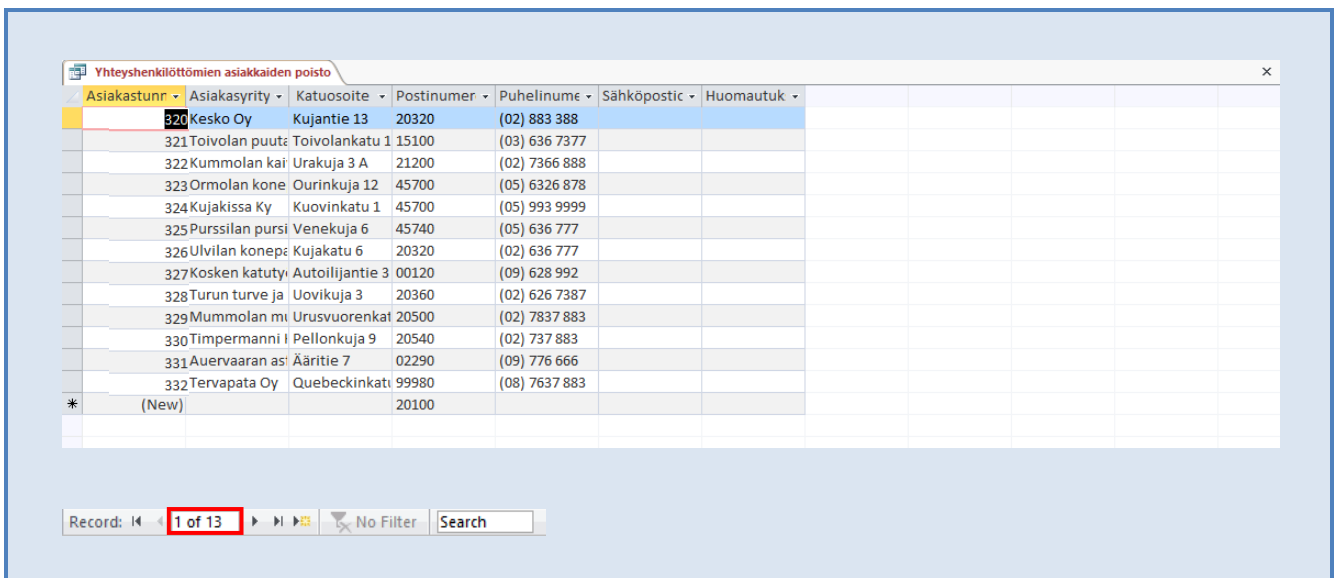 Yhteyshenkilöttömien asiakkaiden poisto
Asiakastunn Asiakasyrity Katuosoite Postinumer Puhelinume Sähköpostic Huomautuk
320 Kesko Oy Kujantie 13 20320 (02) 883 388
321 Toivolan puuta Toivolankatu 1 15100 (03) 636 7377
322 Kummolan kai Urakuja 3 A 21200 (02) 7366 888
323 Ormolan kone Ourinkuja 12 45700 (05) 6326 878
324 Kujakissa Ky Kuovinkatu 1 45700 (05) 993 9999
325 Purssilan pursi Venekuja 6 45740 (05) 636 777
326 Ulvilan konepa Kujakatu 6 20320 (02) 636 777
327 Kosken katuty Autoilijantie 3 00120 (09) 628 992
328 Turun turve ja Uovikuja 3 20360 (02) 626 7387
329 Mummolan mu Urusvuorenkat 20500 (02) 7837 883
330 Timpermanni Pellonkuja 9 20540 (02) 737 883
331 Auervaaran ast Ääritie 7 02290 (09) 776 666
332 Tervapata Oy Quebeckinkatu 99980 (08) 7637 883
(New) 20100
Record: 1 of 13 No Filter Search